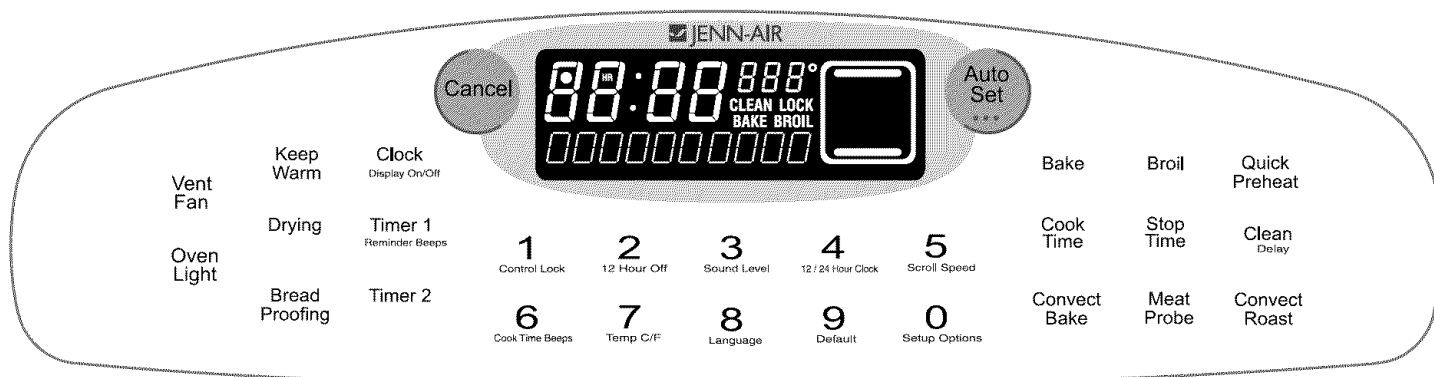 JENN-AIR
Cancel
88:88
HR
888°
CLEAN LOCK
BAKE BROIL
Auto
Set
...
Vent
Fan
Oven
Light
Keep
Warm
Drying
Bread
Proofing
Clock
Display On/Off
Timer 1
Reminder Beeps
Timer 2
1
Control Lock
2
12 Hour Off
3
Sound Level
4
12 / 24 Hour Clock
5
Scroll Speed
6
Cook Time Beeps
7
Temp C/F
8
Language
9
Default
0
Setup Options
Bake
Broil
Quick
Preheat
Cook
Time
Stop
Time
Clean
Delay
Convect
Bake
Meat
Probe
Convect
Roast